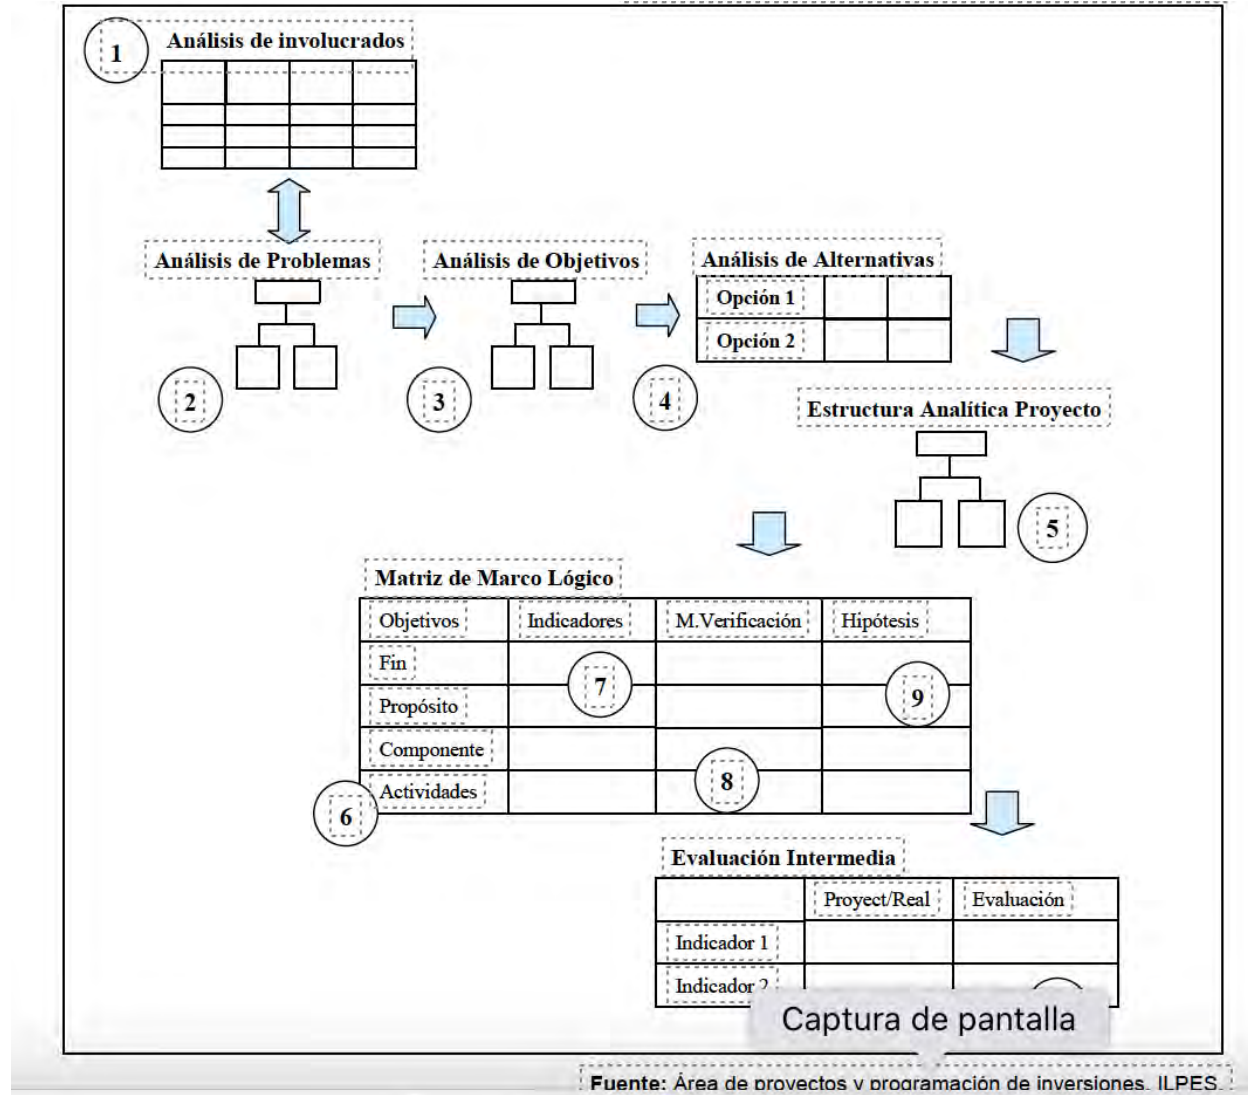 1
Análisis de involucrados
Análisis de Problemas
Análisis de Objetivos
Análisis de Alternativas
Opción 1
Opción 2
2
3
4
Estructura Analítica Proyecto
5
Matriz de Marco Lógico
Objetivos Indicadores M.Verificación Hipótesis
Fin
7
9
Propósito
Componente
8
Actividades
6
Evaluación Intermedia
Proyect/Real Evaluación
Indicador 1
Indicador 2
Captura de pantalla
Fuente: Área de proyectos y programación de inversiones. ILPES.